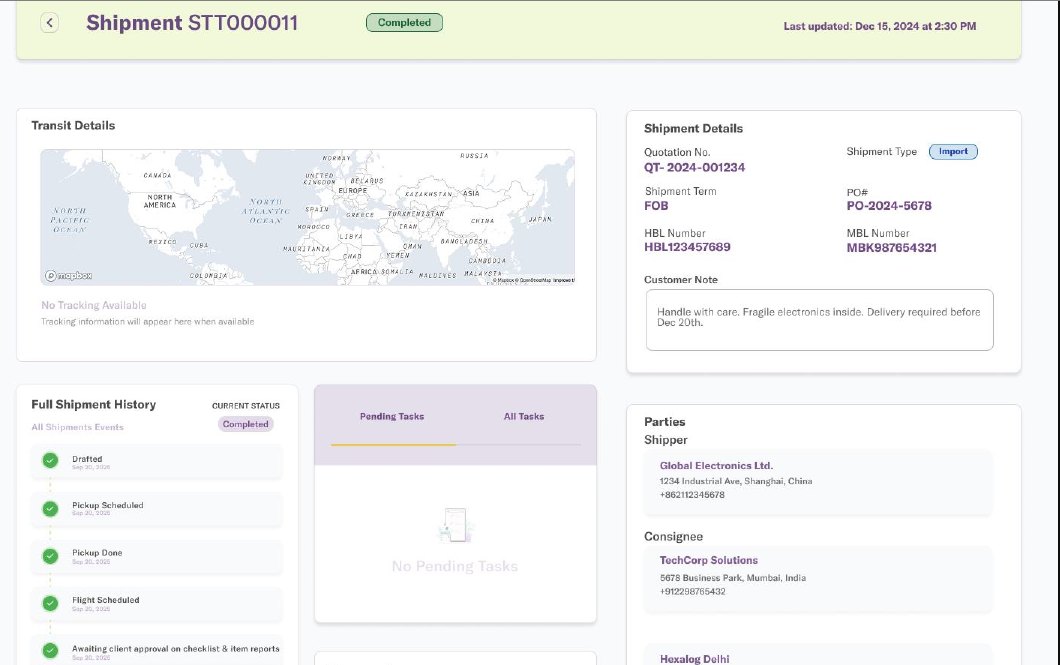 Shipment STT000011
Completed
Last updated: Dec 15, 2024 at 2:30 PM
Transit Details
NORWAY
RUSSIA
CANADA
UNITED
KINGDOM
BELARUS
EUROPE
KAZAKHSTAN
ASIA
NORTH
AMERICA
NORTH
PACIFIC
OCEAN
NORTH
ATLANTIC
OCEAN
SPAIN
GREECE
TURKMENISTAN
CHINA
JAPAN
MOROCCO
IRAN
LIBYA
MEXICO
CUBA
MAURITANIA
OMAN
BANGLADESH
CHAD
YEMEN
CAMBODIA
COLOMBIA
AFRICA
SOMALIA
MALDIVES
MALAYSIA
mapbox
© Mapbox © OpenStreetMap Improve t
No Tracking Available
Tracking information will appear here when available
Shipment Details
Quotation No.
QT- 2024-001234
Shipment Type
Import
Shipment Term
FOB
PO#
PO-2024-5678
HBL Number
HBL123457689
MBL Number
MBK987654321
Customer Note
Handle with care. Fragile electronics inside. Delivery required before
Dec 20th.
Full Shipment History
CURRENT STATUS
All Shipments Events
Completed
Drafted
Sep 20, 2025
Pickup Scheduled
Sep 20, 2025
Pickup Done
Sep 20, 2025
Flight Scheduled
Sep 20, 2025
Awaiting client approval on checklist & item reports
Sep 20, 2025
Pending Tasks
All Tasks
No Pending Tasks
Parties
Shipper
Global Electronics Ltd.
1234 Industrial Ave, Shanghai, China
+862112345678
Consignee
TechCorp Solutions
5678 Business Park, Mumbai, India
+912298765432
Hexalog Delhi